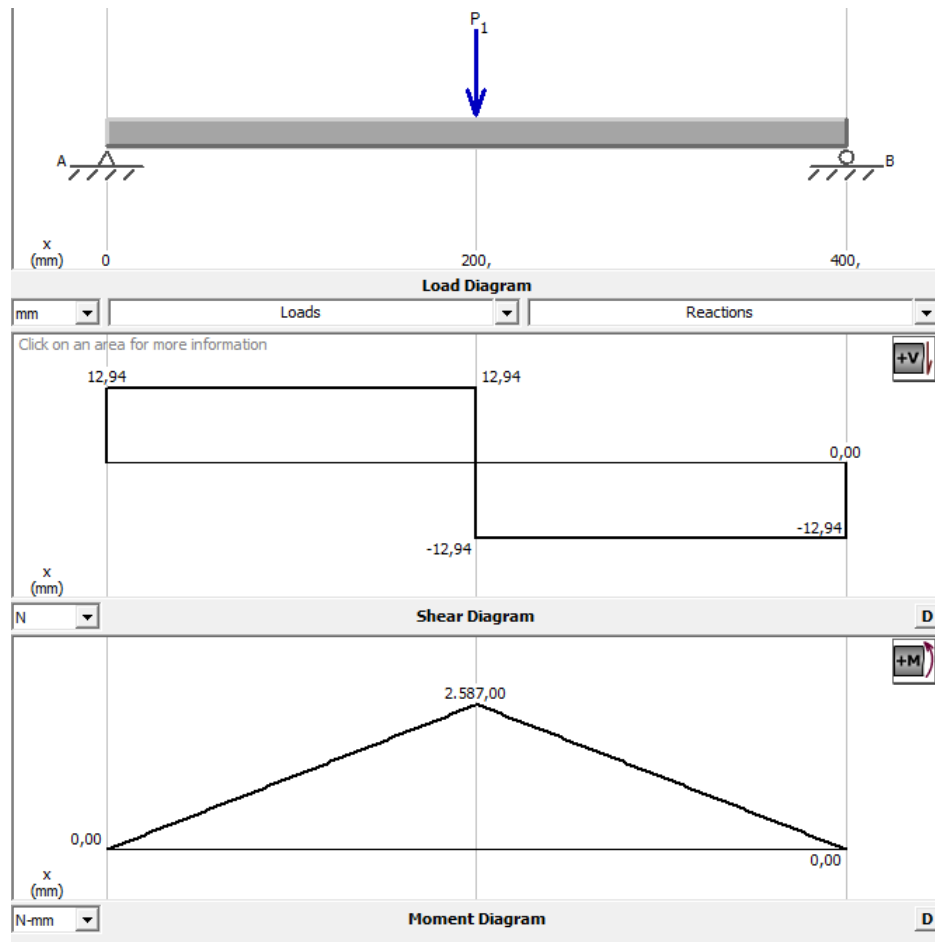 P1
A
B
x
(mm) 0 200, 400,
Load Diagram
mm Loads Reactions
Click on an area for more information
+V
12,94 12,94
0,00
-12,94
-12,94
x
(mm)
N Shear Diagram D
+M
2.587,00
0,00
0,00
x
(mm)
N-mm Moment Diagram D